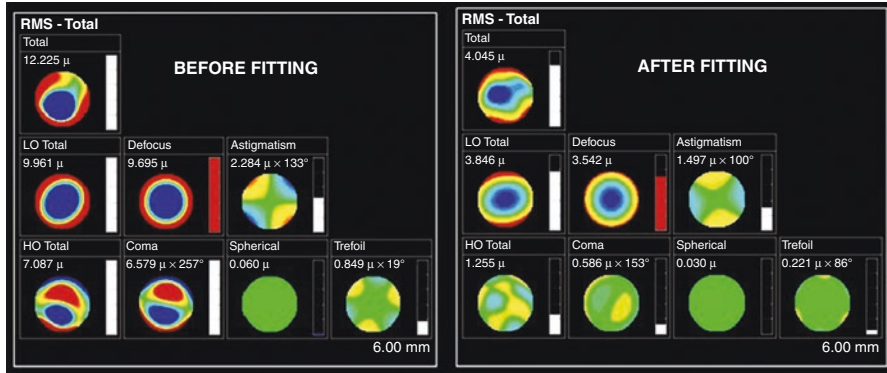 RMS - Total
Total
12.225 µ
BEFORE FITTING
LO Total
Defocus
Astigmatism
9.961 µ
9.695 µ
2.284 µ × 133°
HO Total
Coma
Spherical
Trefoil
7.087 µ
6.579 µ × 257°
0.060 µ
0.849 µ × 19°
6.00 mm
RMS - Total
Total
4.045 µ
AFTER FITTING
LO Total
Defocus
Astigmatism
3.846 µ
3.542 µ
1.497 µ × 100°
HO Total
Coma
Spherical
Trefoil
1.255 µ
0.586 µ × 153°
0.030 µ
0.221 µ × 86°
6.00 mm